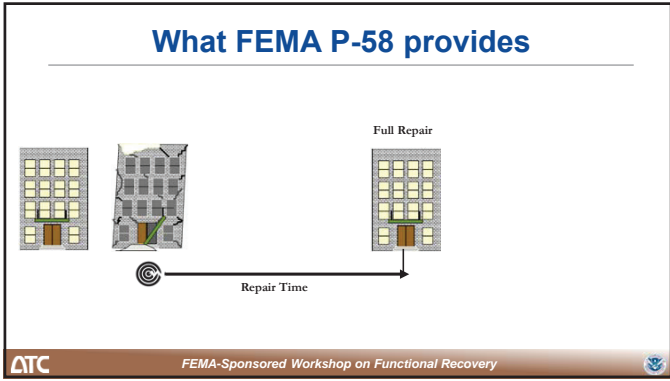 What FEMA P-58 provides
Full Repair
Repair Time
ATC
FEMA-Sponsored Workshop on Functional Recovery